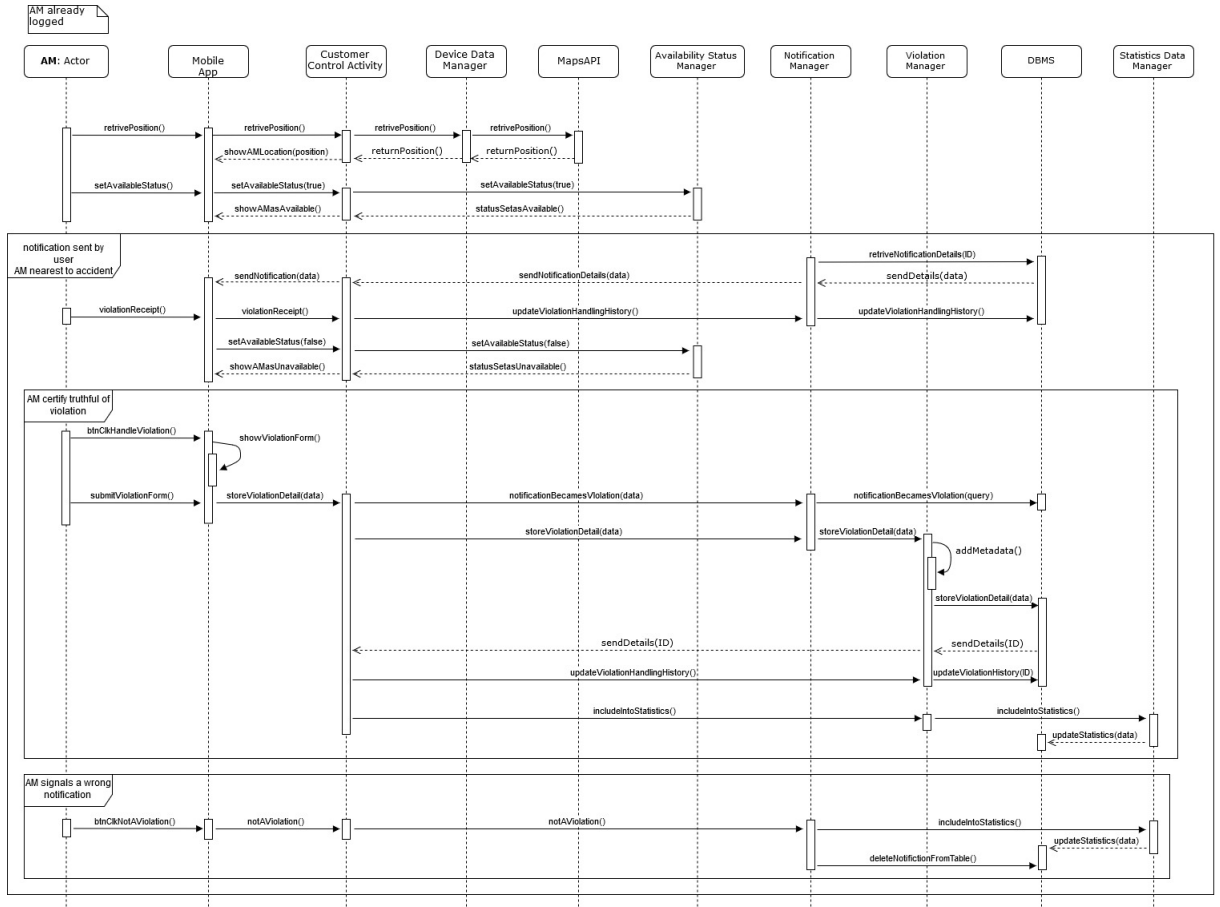 AM already
logged
AM: Actor
Mobile
App
Customer
Control Activity
Device Data
Manager
MapsAPI
Availability Status
Manager
Notification
Manager
Violation
Manager
DBMS
Statistics Data
Manager
retrivePosition()
retrivePosition()
retrivePosition()
retrivePosition()
showAMLocation(position)
returnPosition()
returnPosition()
setAvailableStatus()
setAvailableStatus(true)
setAvailableStatus(true)
showAMasAvailable()
statusSetasAvailable()
notification sent by
user
AM nearest to accident
retriveNotificationDetails(ID)
sendNotification(data)
sendNotificationDetails(data)
sendDetails(data)
violationReceipt()
violationReceipt()
updateViolationHandlingHistory()
updateViolationHandlingHistory()
setAvailableStatus(false)
setAvailableStatus(false)
showAMasUnavailable()
statusSetasUnavailable()
AM certify truthful of
violation
btnClkHandleViolation()
showViolationForm()
submitViolationForm()
storeViolationDetail(data)
notificationBecamesVIolation(data)
notificationBecamesVIolation(query)
storeViolationDetail(data)
storeViolationDetail(data)
addMetadata()
storeViolationDetail(data)
sendDetails(ID)
sendDetails(ID)
updateViolationHandlingHistory()
updateViolationHistory(ID)
includeIntoStatistics()
includeIntoStatistics()
updateStatistics(data)
AM signals a wrong
notification
btnClkNotAViolation()
notAViolation()
notAViolation()
includeIntoStatistics()
updateStatistics(data)
deleteNotifictionFromTable()